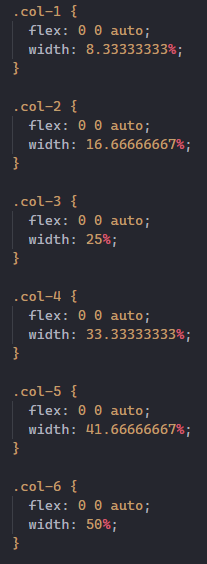 .col-1 {
  flex: 0 0 auto;
  width: 8.33333333%;
}

.col-2 {
  flex: 0 0 auto;
  width: 16.66666667%;
}

.col-3 {
  flex: 0 0 auto;
  width: 25%;
}

.col-4 {
  flex: 0 0 auto;
  width: 33.33333333%;
}

.col-5 {
  flex: 0 0 auto;
  width: 41.66666667%;
}

.col-6 {
  flex: 0 0 auto;
  width: 50%;
}